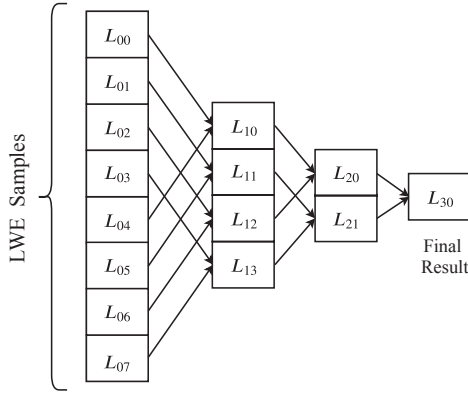 LWE Samples
L00
L01
L02
L03
L04
L05
L06
L07
L10
L11
L12
L13
L20
L21
L30
Final
Result